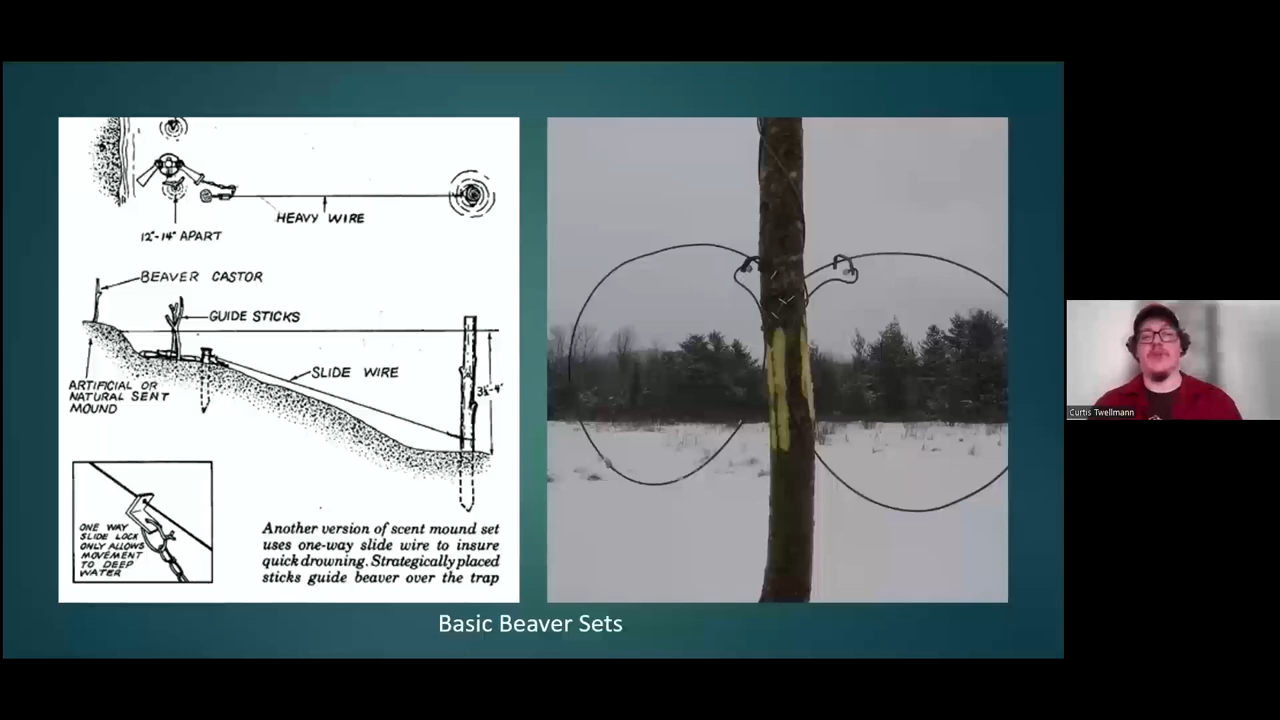 HEAVY WIRE
12"-14" APART
BEAVER CASTOR
GUIDE STICKS
SLIDE WIRE
3½-4'
ARTIFICIAL OR
NATURAL SENT
MOUND
ONE WAY
SLIDE LOCK
ONLY ALLOWS
MOVEMENT
TO DEEP
WATER
Another version of scent mound set
uses one-way slide wire to insure
quick drowning. Strategically placed
sticks guide beaver over the trap
Basic Beaver Sets
Curtis Twellmann